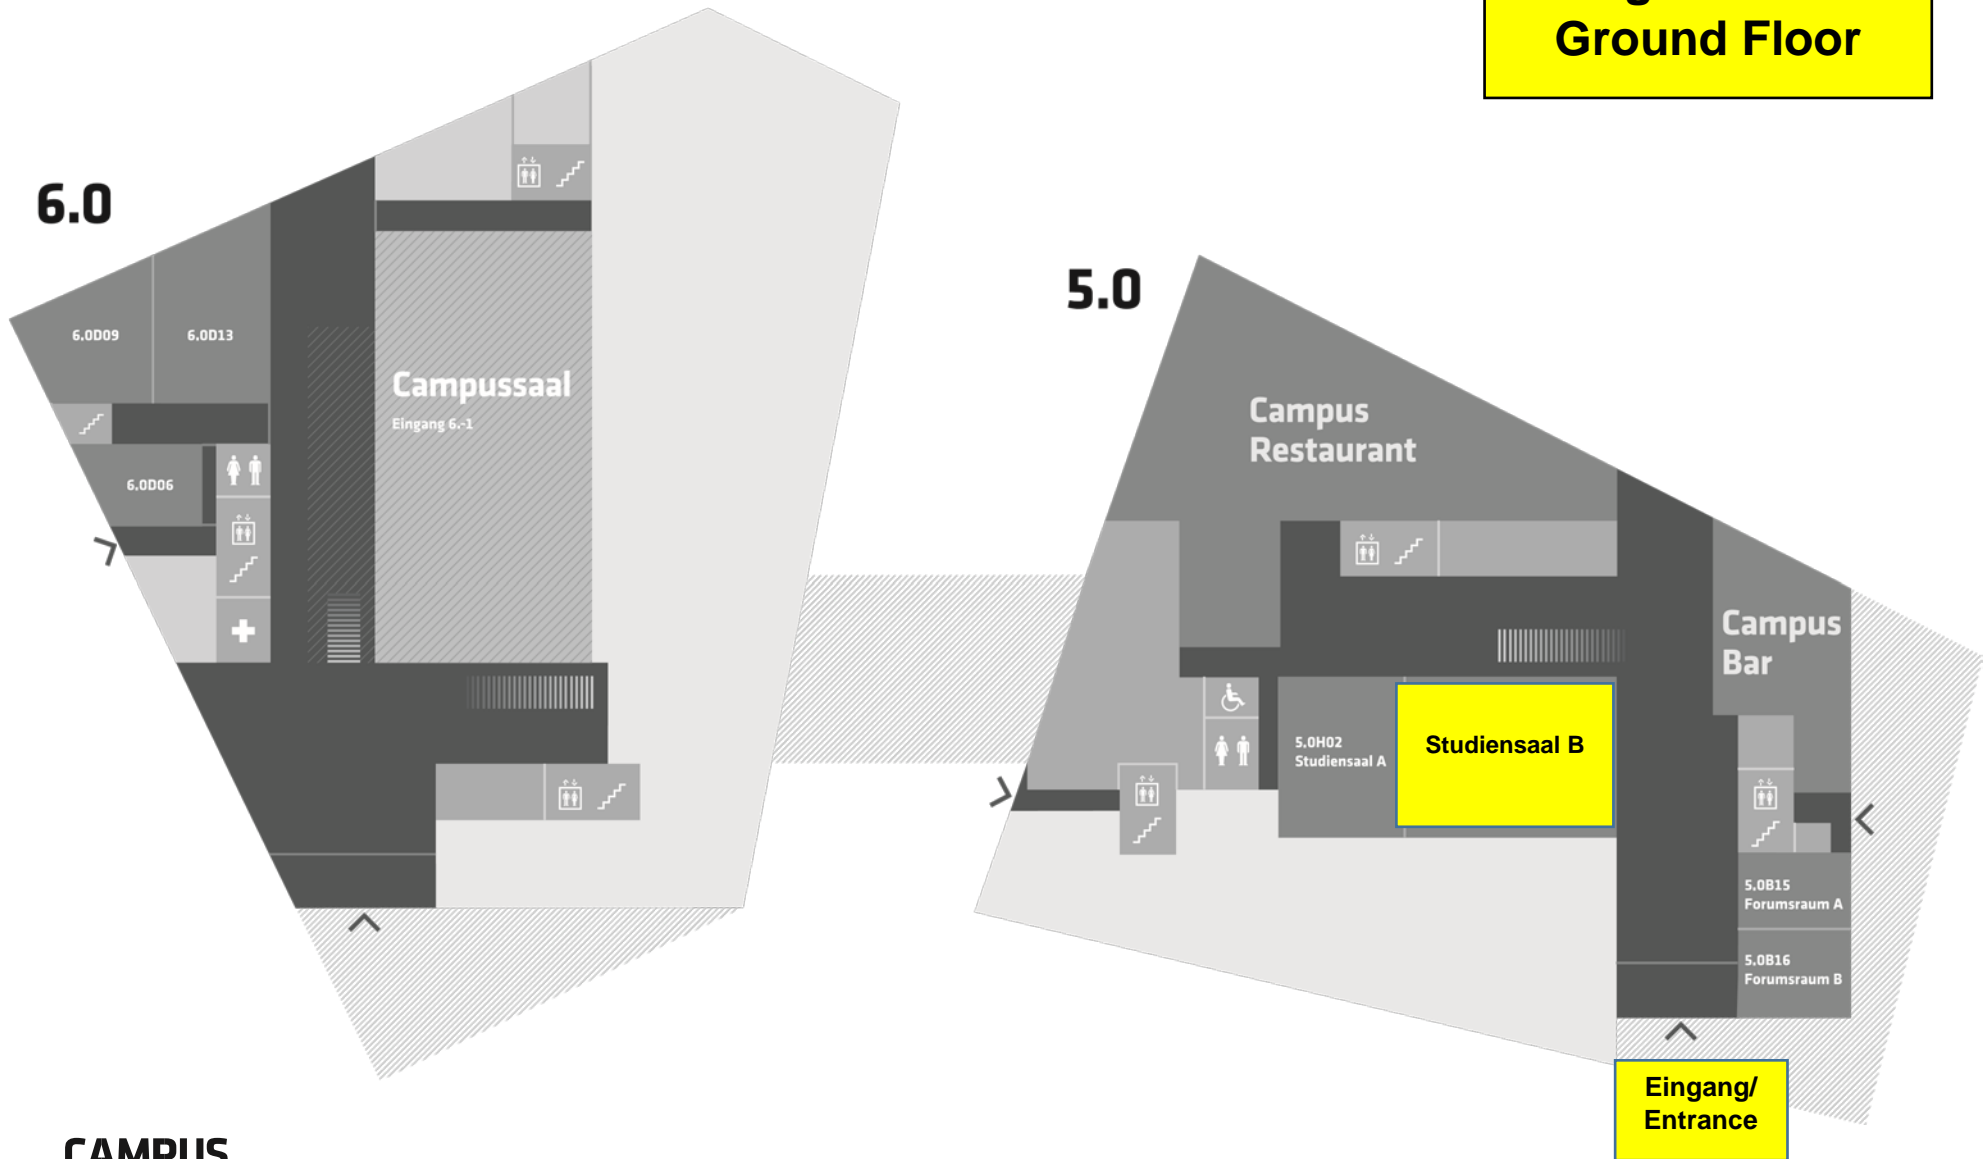 Ground Floor
6.0
5.0
6.0D09
6.0D13
Campussaal
Eingang 6.-1
6.0D06
Campus
Restaurant
Campus
Bar
5.0H02
Studiensaal A
Studiensaal B
5.0B15
Forumsraum A
5.0B16
Forumsraum B
Eingang/
Entrance
CAMPUS